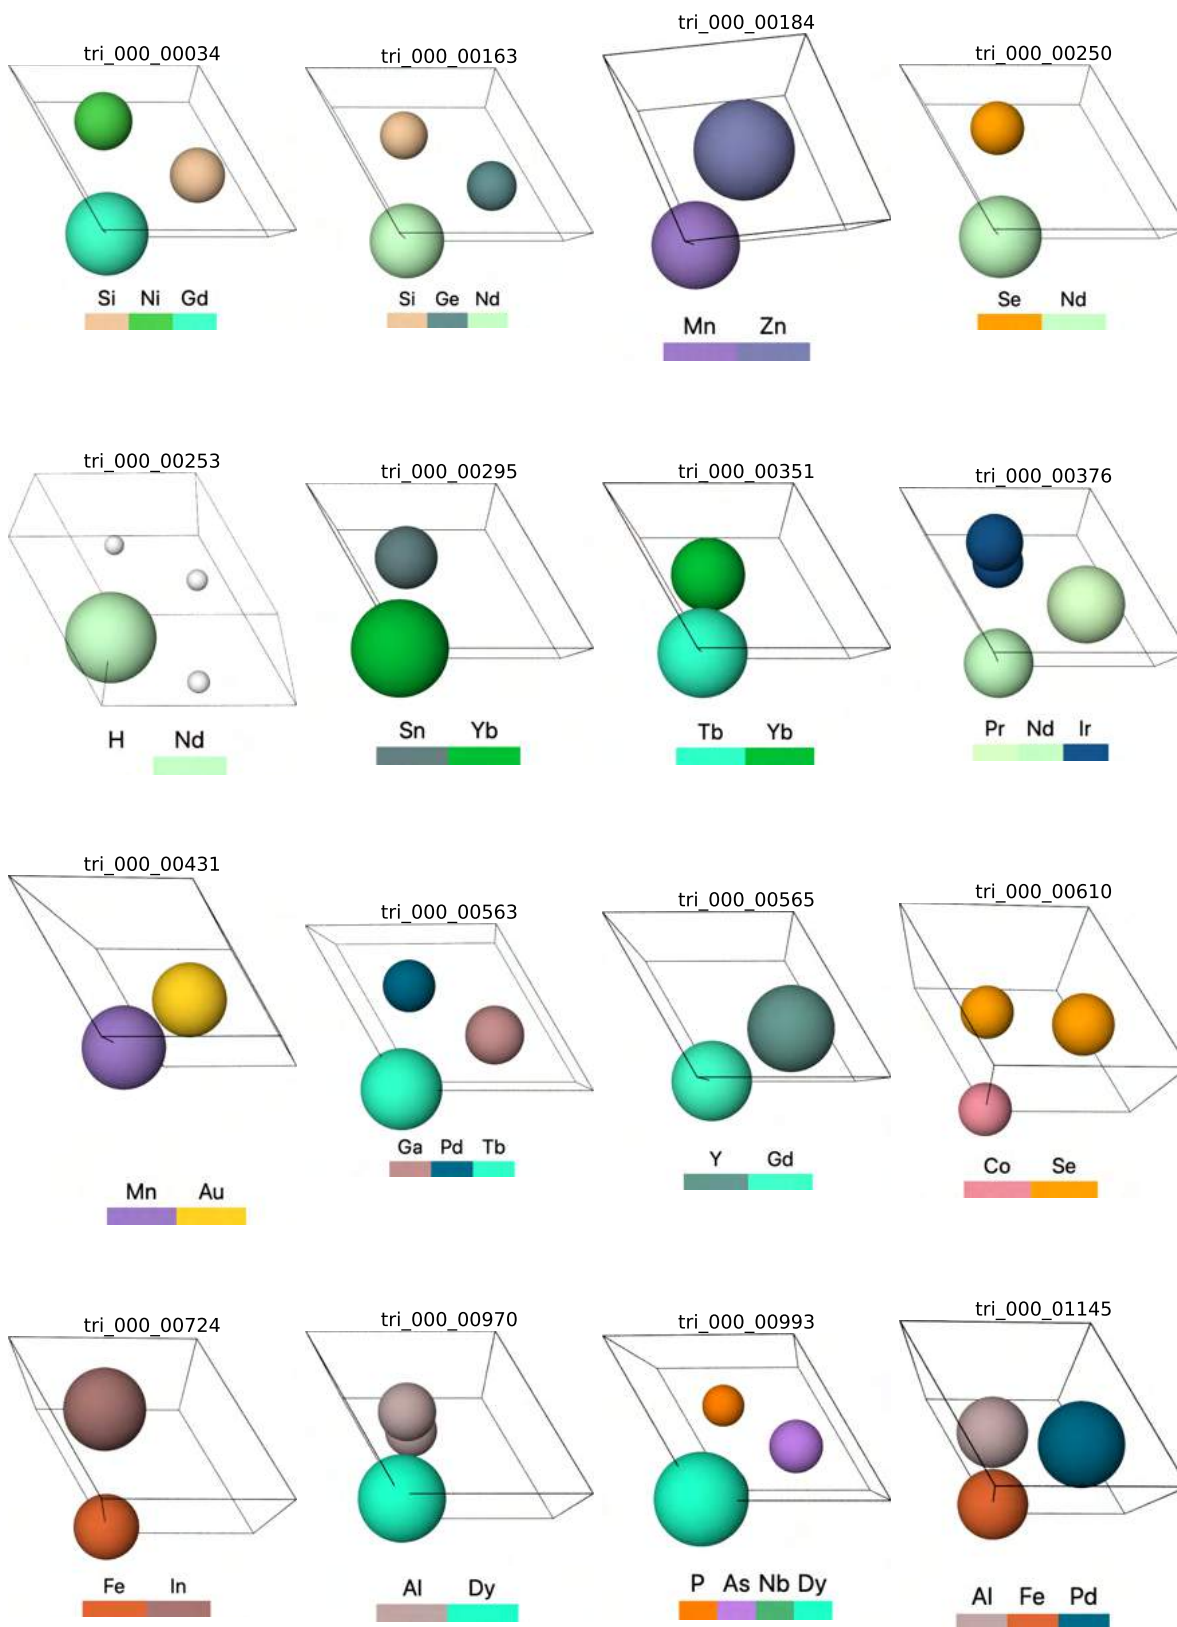 tri_000_00034
Si Ni Gd
tri_000_00163
Si Ge Nd
tri_000_00184
Mn Zn
tri_000_00250
Se Nd
tri_000_00253
H Nd
tri_000_00295
Sn Yb
tri_000_00351
Tb Yb
tri_000_00376
Pr Nd Ir
tri_000_00431
Mn Au
tri_000_00563
Ga Pd Tb
tri_000_00565
Y Gd
tri_000_00610
Co Se
tri_000_00724
Fe In
tri_000_00970
Al Dy
tri_000_00993
P As Nb Dy
tri_000_01145
Al Fe Pd